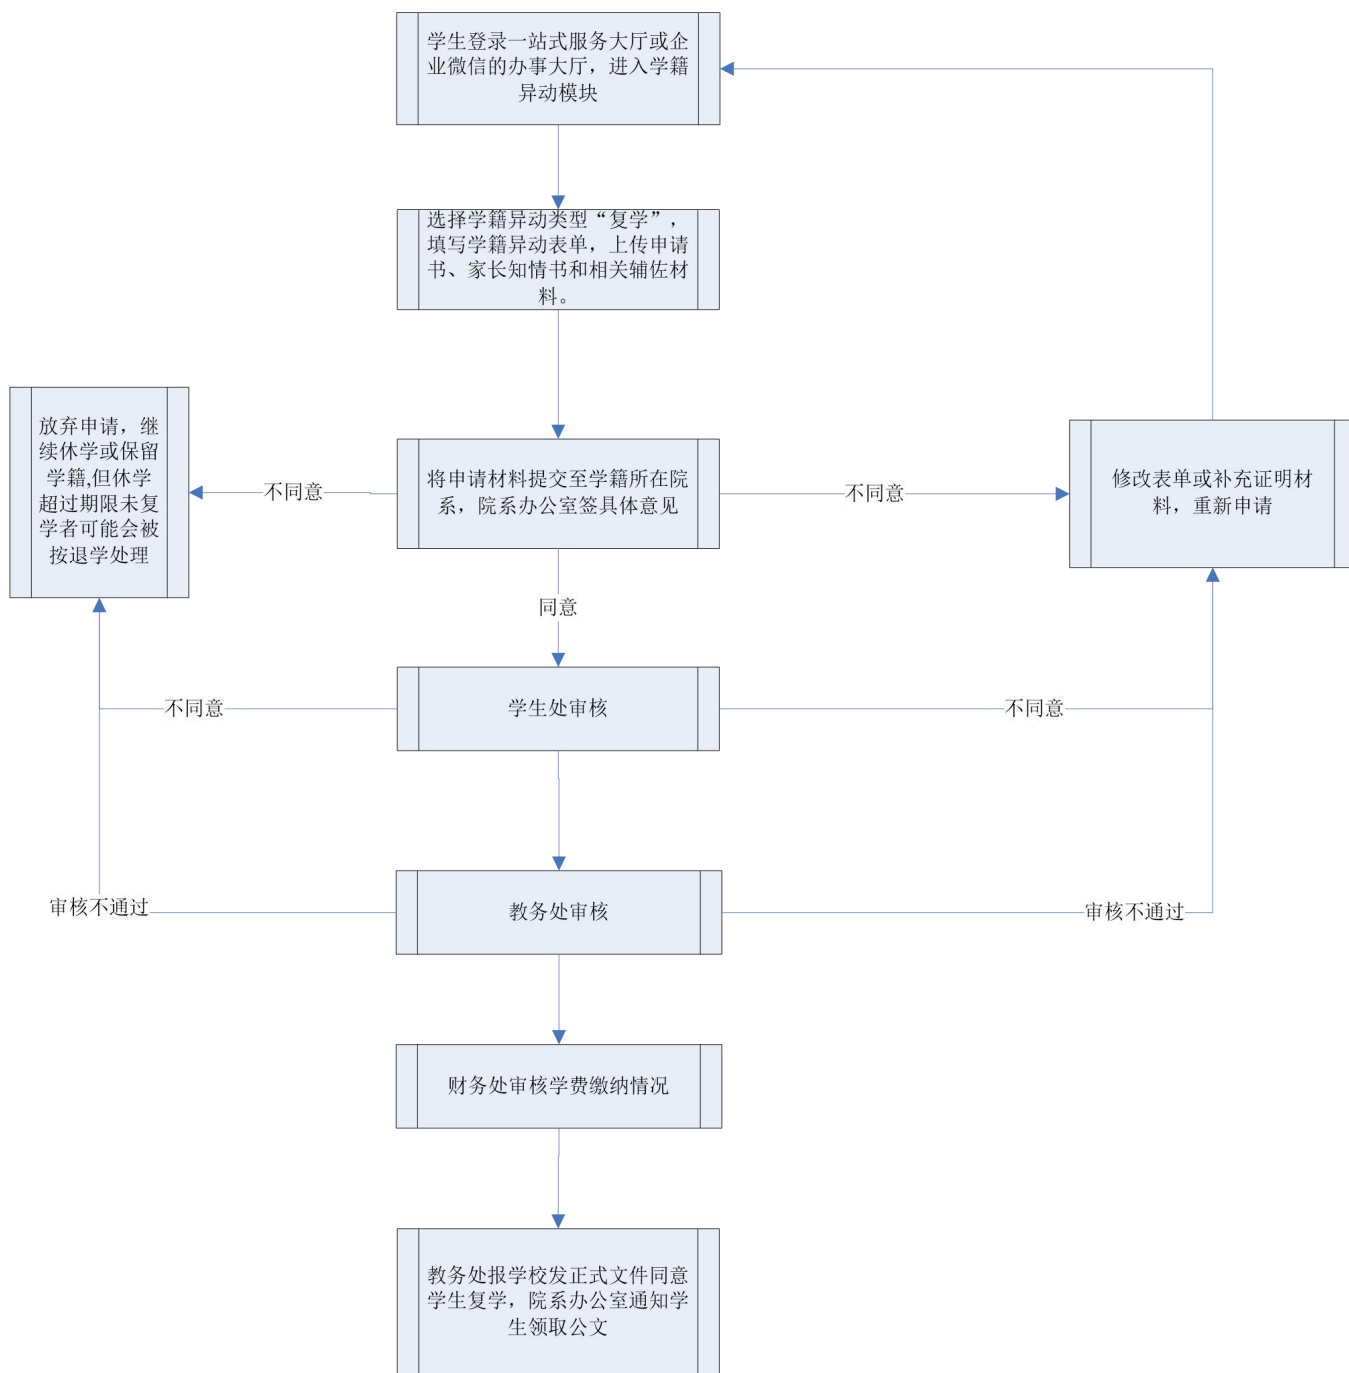 学生登录一站式服务大厅或企
业微信的办事大厅，进入学籍
异动模块
选择学籍异动类型“复学”，
填写学籍异动表单，上传申请
书、家长知情书和相关辅佐材
料。
放弃申请，继
续休学或保留
学籍,但休学
超过期限未复
学者可能会被
按退学处理
不同意
将申请材料提交至学籍所在院
系，院系办公室签具体意见
不同意
修改表单或补充证明材
料，重新申请
同意
不同意
学生处审核
不同意
审核不通过
教务处审核
审核不通过
财务处审核学费缴纳情况
教务处报学校发正式文件同意
学生复学，院系办公室通知学
生领取公文